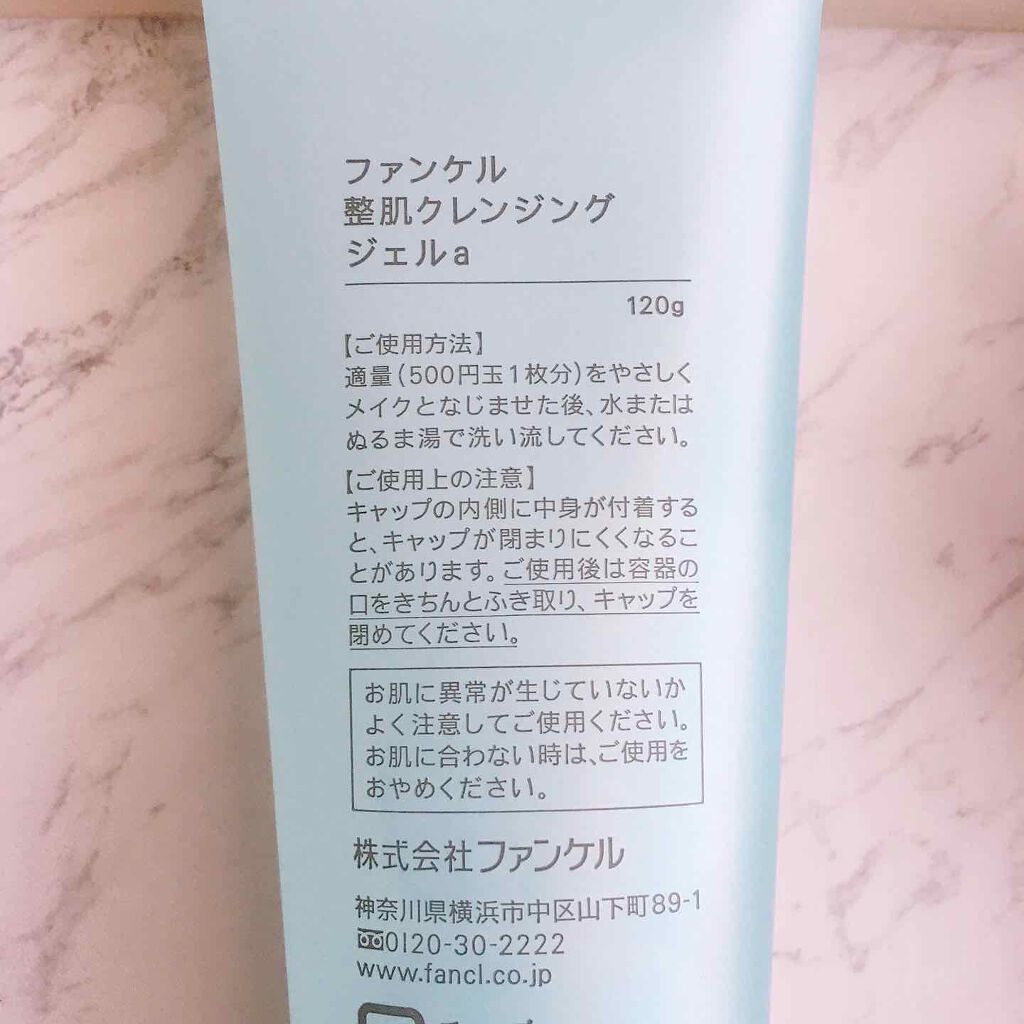 ファンケル
整肌クレンジング
ジェルa
120g
【ご使用方法】
適量(500円玉1枚分)をやさしく
メイクとなじませた後、水または
ぬるま湯で洗い流してください。
【ご使用上の注意】
キャップの内側に中身が付着する
と、キャップが閉まりにくくなるこ
とがあります。ご使用後は容器の
口をきちんとふき取り、キャップを
閉めてください。
お肌に異常が生じていないか
よく注意してご使用ください。
お肌に合わない時は、ご使用を
おやめください。
株式会社ファンケル
神奈川県横浜市中区山下町89-1
0120-30-2222
www.fancl.co.jp